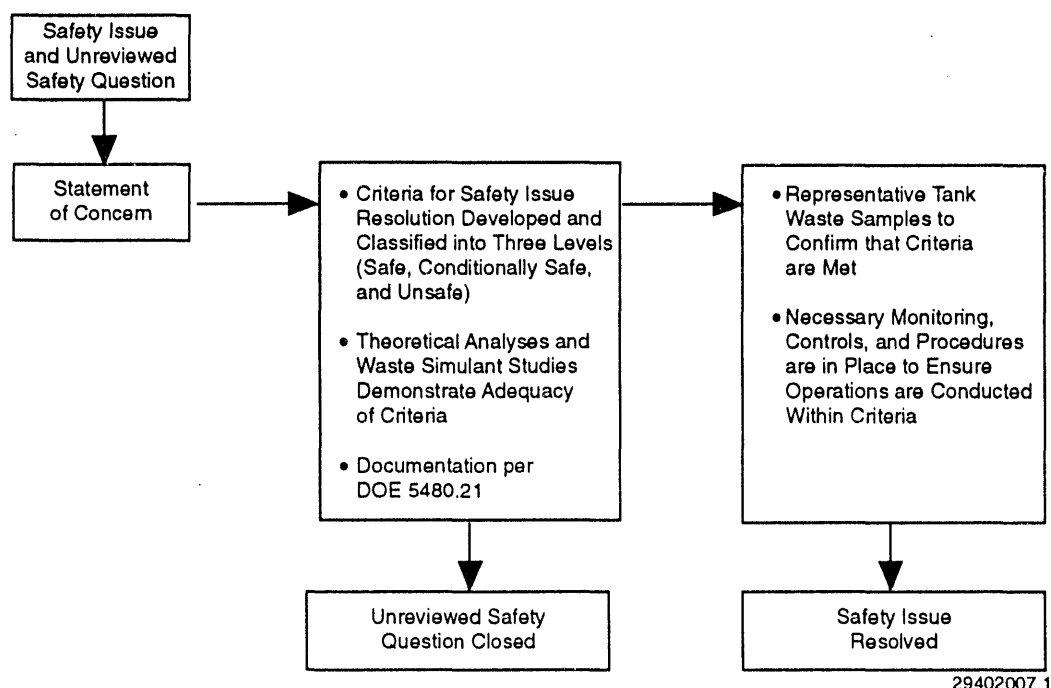 Safety Issue
and Unreviewed
Safety Question
Statement
of Concern
• Criteria for Safety Issue
Resolution Developed and
Classified into Three Levels
(Safe, Conditionally Safe,
and Unsafe)
• Theoretical Analyses and
Waste Simulant Studies
Demonstrate Adequacy
of Criteria
• Documentation per
DOE 5480.21
• Representative Tank
Waste Samples to
Confirm that Criteria
are Met
• Necessary Monitoring,
Controls, and Procedures
are in Place to Ensure
Operations are Conducted
Within Criteria
Unreviewed Safety
Question Closed
Safety Issue
Resolved
29402007.1